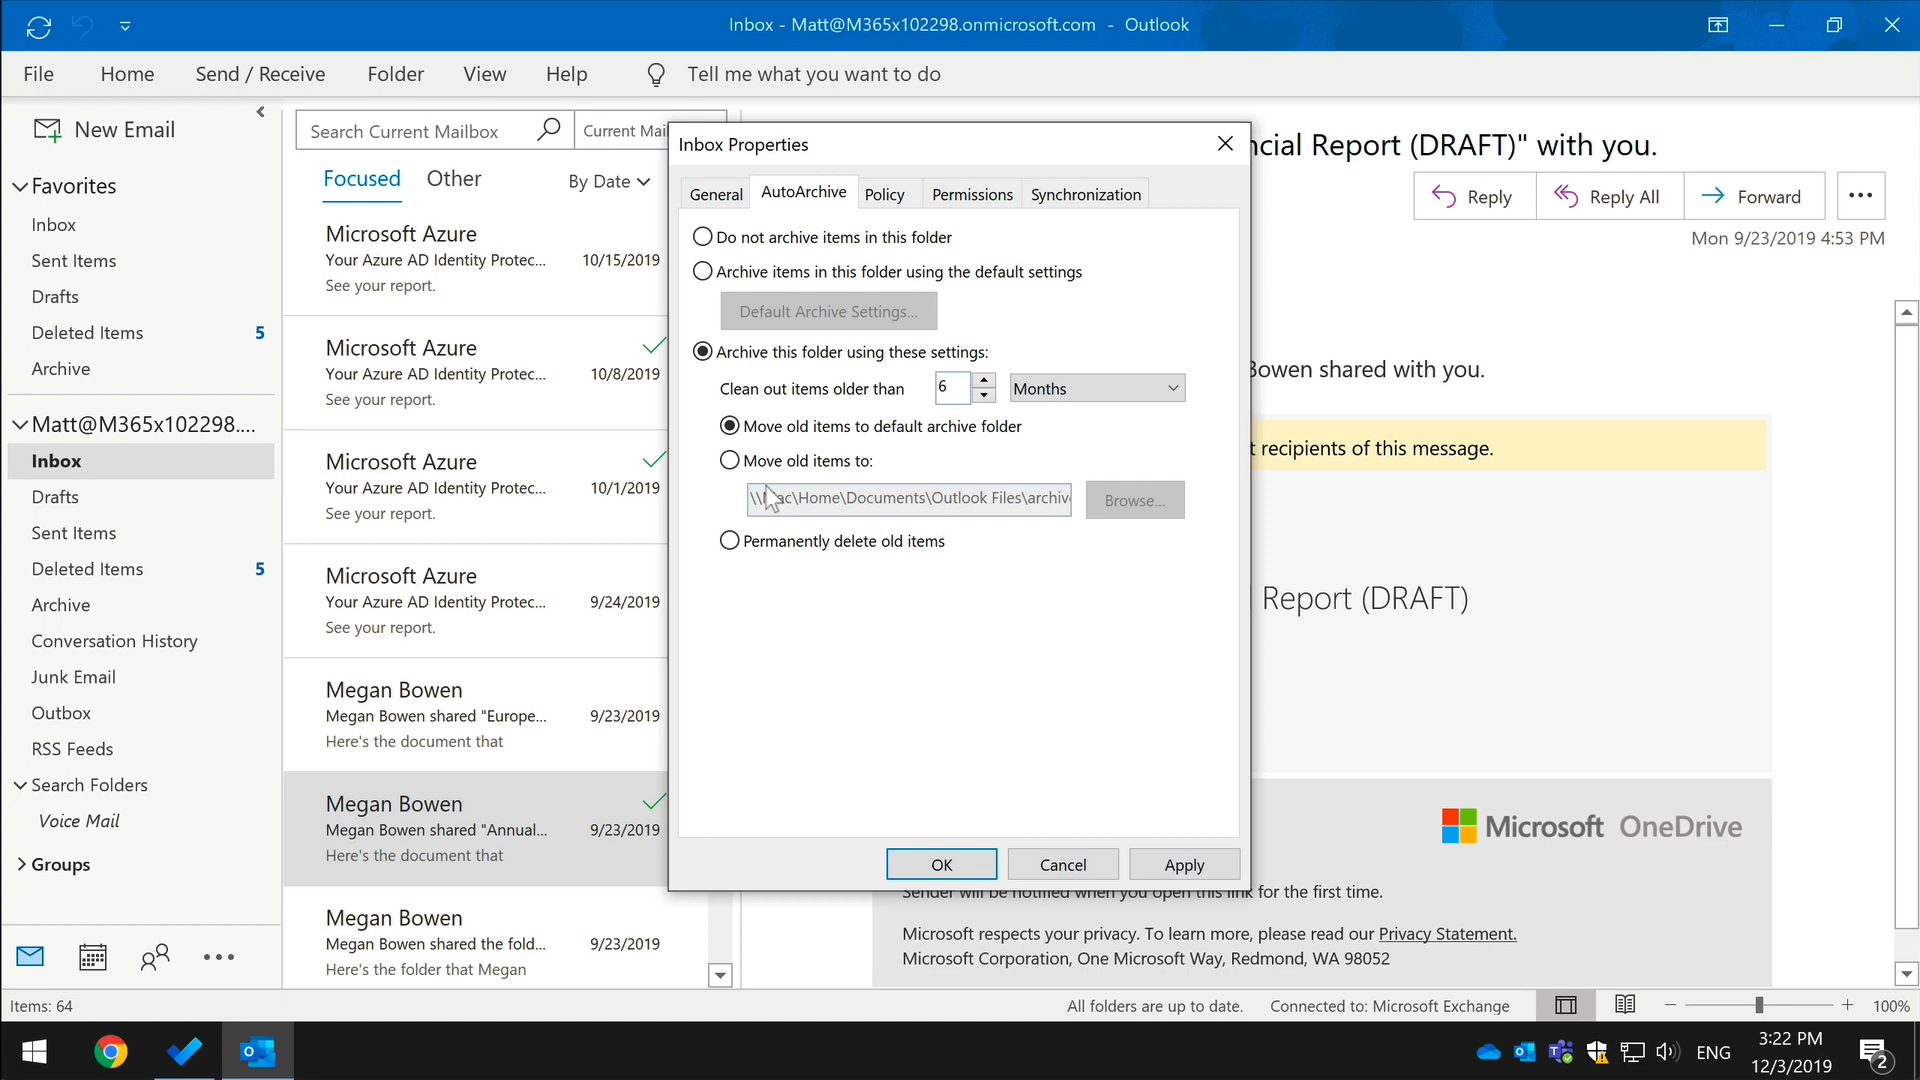 Inbox - Matt@M365x102298.onmicrosoft.com - Outlook
File Home Send / Receive Folder View Help Tell me what you want to do
New Email
Favorites
Inbox
Sent Items
Drafts
Deleted Items 5
Archive
Matt@M365x102298....
Inbox
Drafts
Sent Items
Deleted Items 5
Archive
Conversation History
Junk Email
Outbox
RSS Feeds
Search Folders
Voice Mail
Groups
Search Current Mailbox
Current Mai
Focused Other By Date
Microsoft Azure
Your Azure AD Identity Protec... 10/15/2019
See your report.
Microsoft Azure
Your Azure AD Identity Protec... 10/8/2019
See your report.
Microsoft Azure
Your Azure AD Identity Protec... 10/1/2019
See your report.
Microsoft Azure
Your Azure AD Identity Protec... 9/24/2019
See your report.
Megan Bowen
Megan Bowen shared "Europe... 9/23/2019
Here's the document that
Megan Bowen
Megan Bowen shared "Annual... 9/23/2019
Here's the document that
Megan Bowen
Megan Bowen shared the fold... 9/23/2019
Here's the folder that Megan
Inbox Properties
General AutoArchive Policy Permissions Synchronization
Do not archive items in this folder
Archive items in this folder using the default settings
Default Archive Settings...
Archive this folder using these settings:
Clean out items older than 6 Months
Move old items to default archive folder
Move old items to:
\Home\Documents\Outlook Files\archiv
Browse...
Permanently delete old items
OK Cancel Apply
ncial Report (DRAFT)" with you.
Reply Reply All Forward
Mon 9/23/2019 4:53 PM
Bowen shared with you.
t recipients of this message.
Report (DRAFT)
Microsoft OneDrive
Sender will be notified when you open this link for the first time.
Microsoft respects your privacy. To learn more, please read our Privacy Statement.
Microsoft Corporation, One Microsoft Way, Redmond, WA 98052
Items: 64
All folders are up to date. Connected to: Microsoft Exchange 100%
ENG
3:22 PM
12/3/2019
2